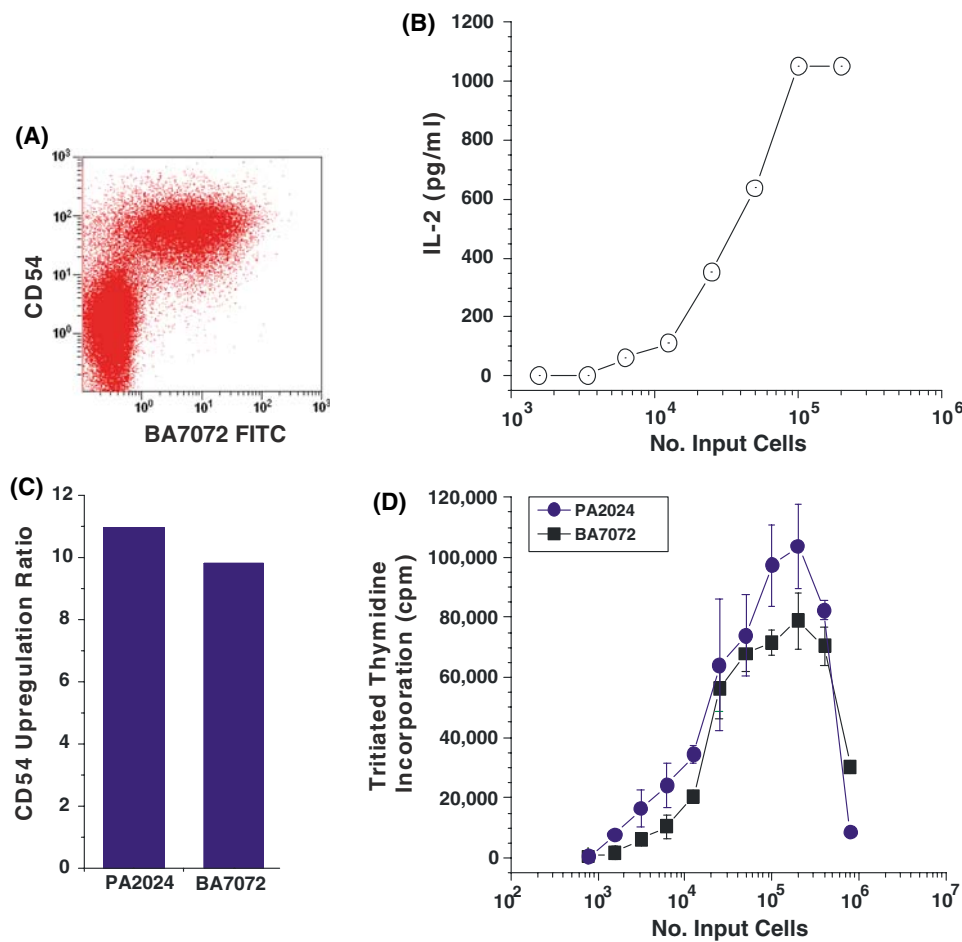 (A)
CD54
10³
10²
10¹
10⁰
10⁰ 10¹ 10² 10³
BA7072 FITC
(B)
IL-2 (pg/ml)
1200
1000
800
600
400
200
0
10³ 10⁴ 10⁵ 10⁶
No. Input Cells
(C)
CD54 Upregulation Ratio
12
10
8
6
4
2
0
PA2024 BA7072
(D)
Tritiated Thymidine
Incorporation (cpm)
120,000
100,000
80,000
60,000
40,000
20,000
0
PA2024
BA7072
10² 10³ 10⁴ 10⁵ 10⁶ 10⁷
No. Input Cells